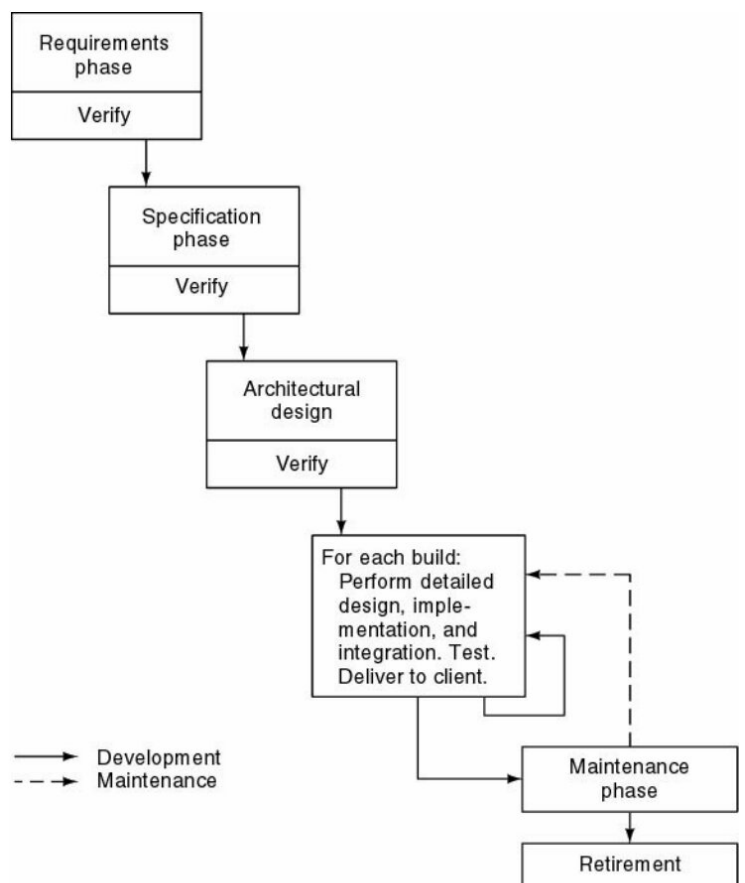 Requirements
phase
Verify
Specification
phase
Verify
Architectural
design
Verify
For each build:
Perform detailed
design, imple-
mentation, and
integration. Test.
Deliver to client.
Development
Maintenance
Maintenance
phase
Retirement